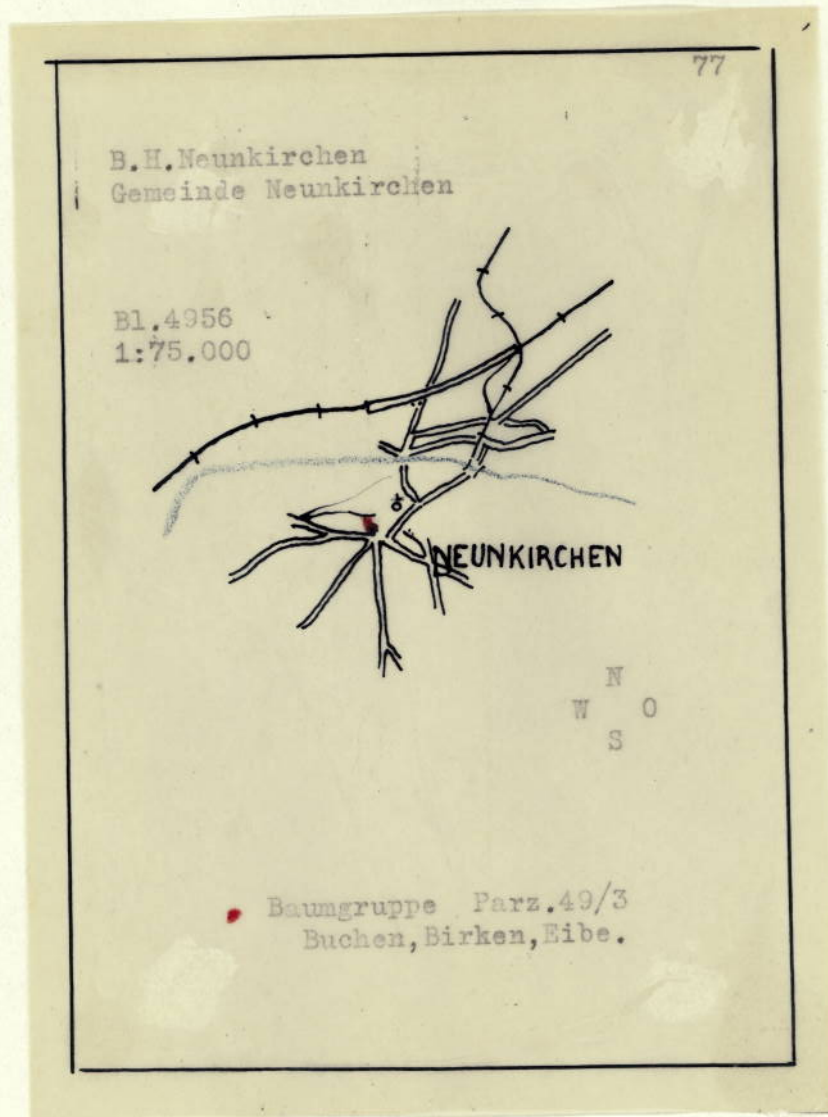 77
B.H.Neunkirchen
Gemeinde Neunkirchen
Bl.4956
1:75.000
NEUNKIRCHEN
N
W O
S
Baumgruppe Parz.49/3
Buchen,Birken,Eibe.